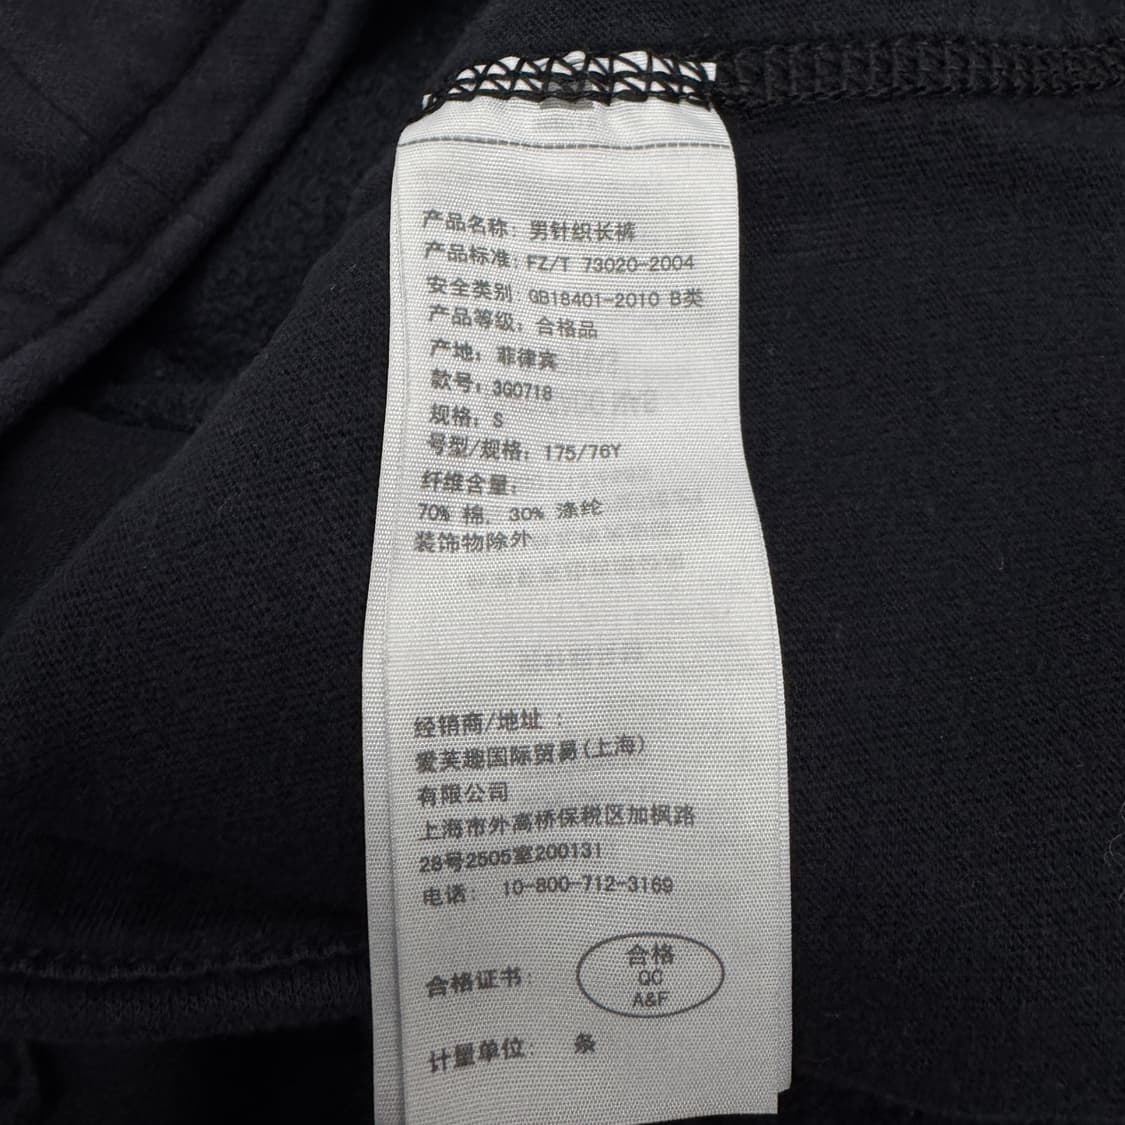 产品名称: 男针织长裤
产品标准: FZ/T 73020-2004
安全类别 GB18401-2010 B类
产品等级: 合格品
产地: 菲律宾
款号: 3Q0718
规格: S
号型/规格: 175/76Y
纤维含量:
70% 棉, 30% 涤纶
装饰物除外
经销商/地址 :
爱芙趣国际贸易(上海)
有限公司
上海市外高桥保税区加枫路
28号2505室200131
电话: 10-800-712-3169
合格证书: 合格
QC
A&F
计量单位: 条